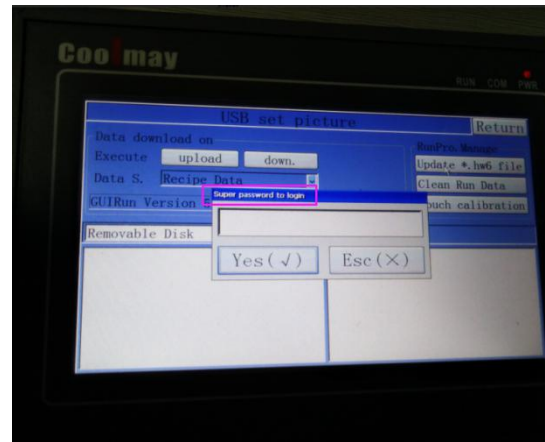 Coolmay
RUN COM PWR
USB set picture
Return
Data download on
RunPro.Manage
Execute upload down.
Update *.hw6 file
Data S. Recipe Data
Clean Run Data
Super password to login
GUIRun Version
ouch calibration
Removable Disk
Yes(√) Esc(×)